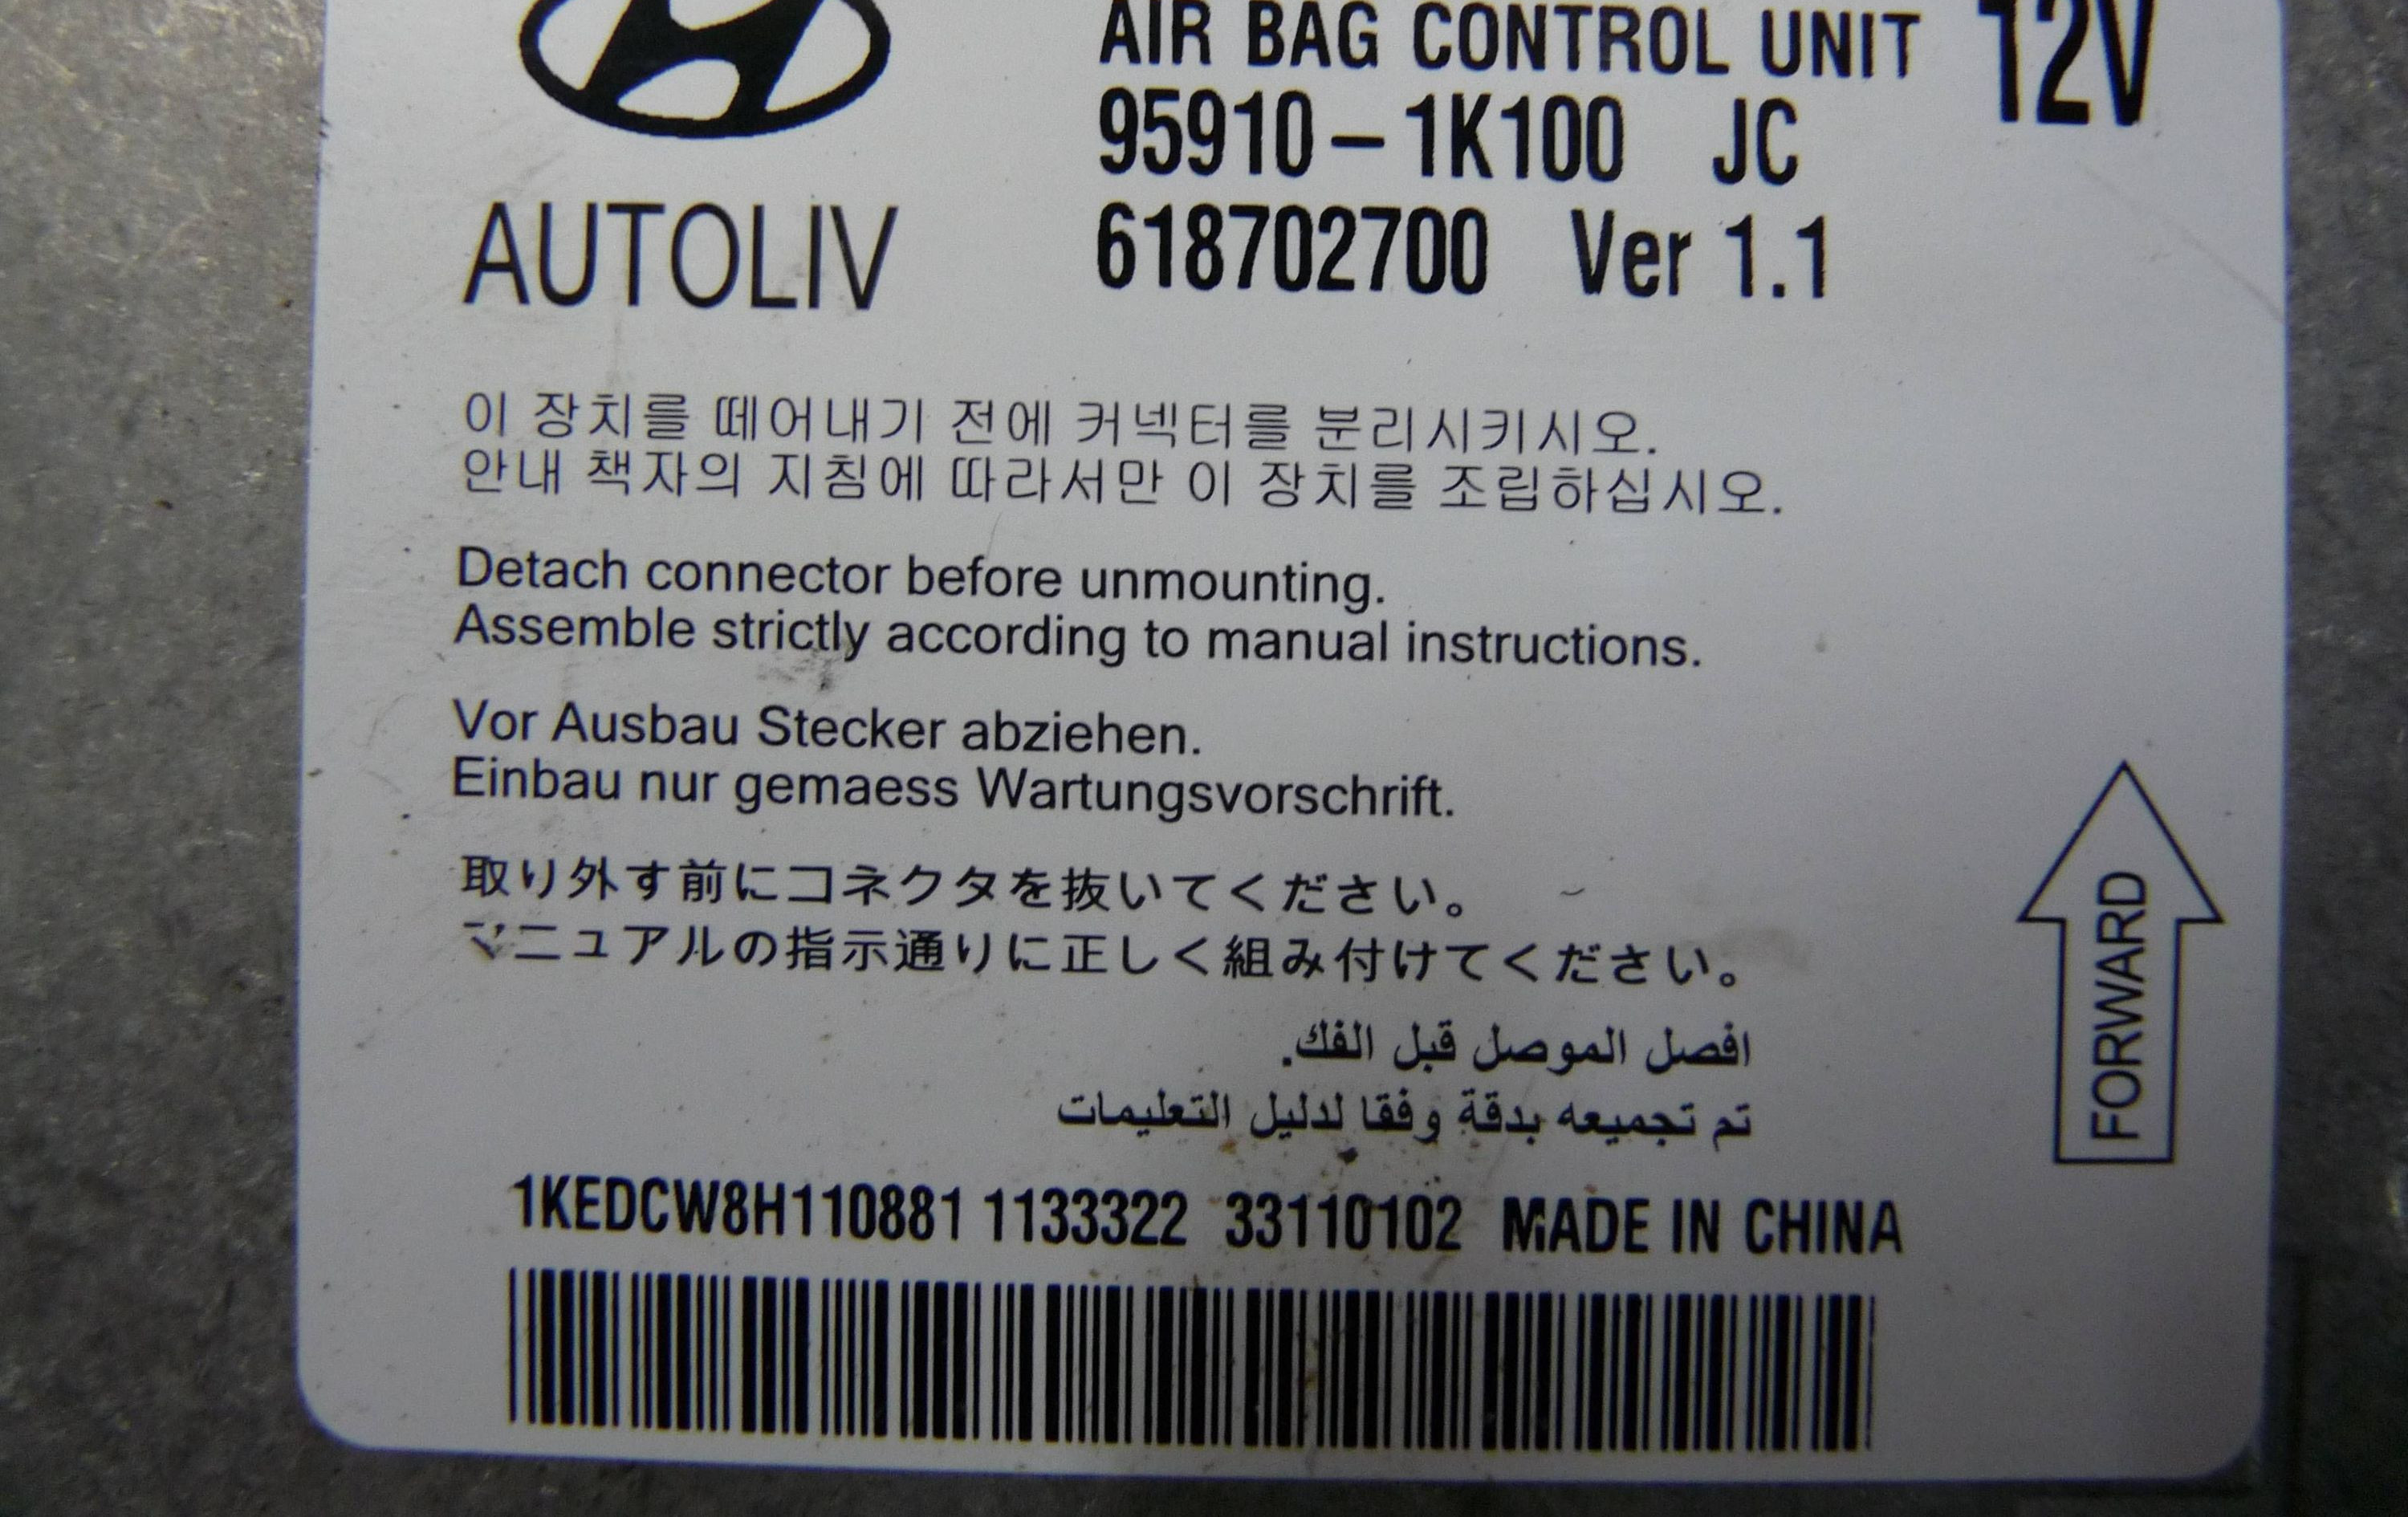 AIR BAG CONTROL UNIT 12V
95910-1K100 JC
AUTOLIV 618702700 Ver 1.1
이 장치를 떼어내기 전에 커넥터를 분리시키시오.
안내 책자의 지침에 따라서만 이 장치를 조립하십시오.
Detach connector before unmounting.
Assemble strictly according to manual instructions.
Vor Ausbau Stecker abziehen.
Einbau nur gemaess Wartungsvorschrift.
取り外す前にコネクタを抜いてください。
マニュアルの指示通りに正しく組み付けてください。
افصل الموصل قبل الفك.
تم تجميعه بدقة وفقا لدليل التعليمات
FORWARD
1KEDCW8H110881 1133322 33110102 MADE IN CHINA